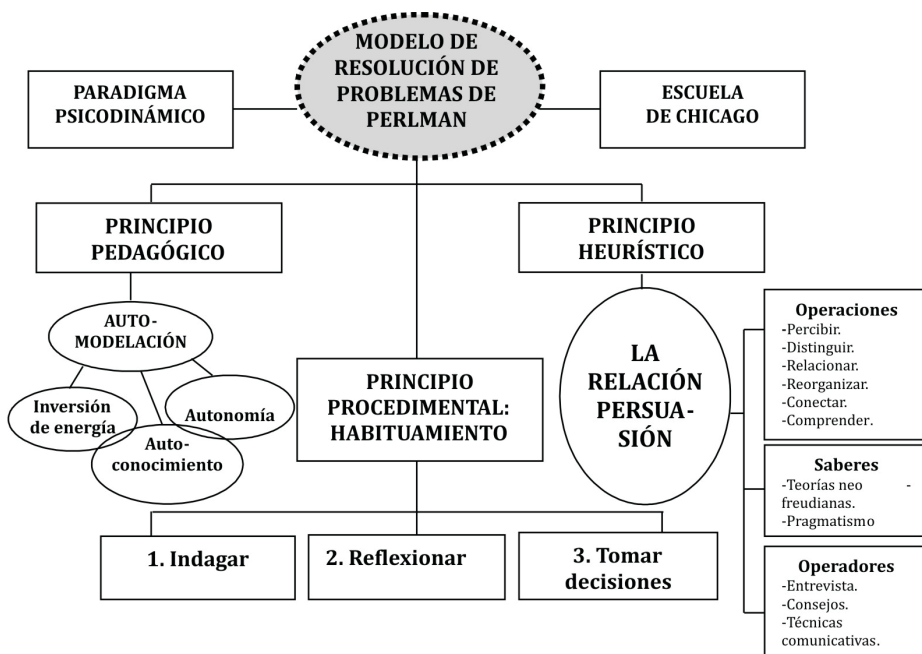 MODELO DE
RESOLUCIÓN DE
PROBLEMAS DE
PERLMAN
PARADIGMA
PSICODINÁMICO
ESCUELA
DE CHICAGO
PRINCIPIO
PEDAGÓGICO
PRINCIPIO
HEURÍSTICO
AUTO-
MODELACIÓN
Inversión
de energía
Autonomía
Auto-
conocimiento
PRINCIPIO
PROCEDIMENTAL:
HABITUAMIENTO
LA
RELACIÓN
PERSUA-
SIÓN
Operaciones
-Percibir.
-Distinguir.
-Relacionar.
-Reorganizar.
-Conectar.
-Comprender.
Saberes
-Teorías neo -
freudianas.
-Pragmatismo
Operadores
-Entrevista.
-Consejos.
-Técnicas
comunicativas.
1. Indagar
2. Reflexionar
3. Tomar
decisiones